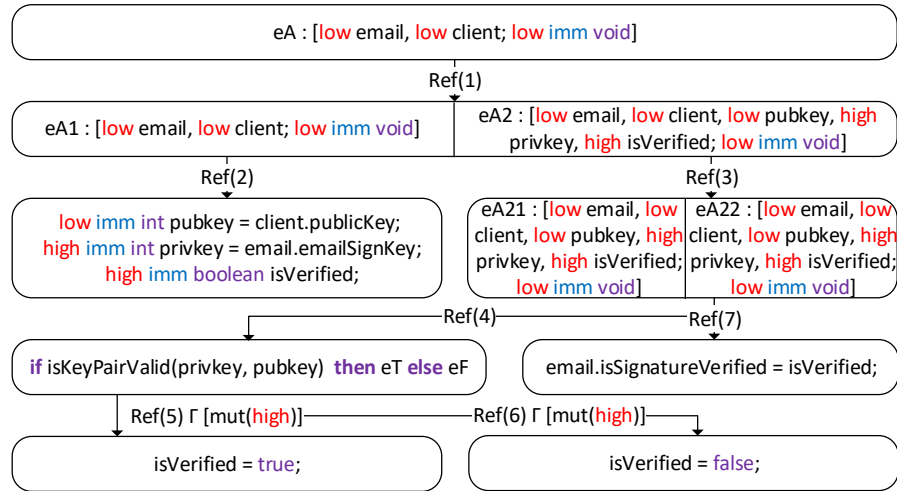 eA : [low email, low client; low imm void]
Ref(1)
eA1 : [low email, low client; low imm void]
eA2 : [low email, low client, low pubkey, high
privkey, high isVerified; low imm void]
Ref(2)
Ref(3)
low imm int pubkey = client.publicKey;
high imm int privkey = email.emailSignKey;
high imm boolean isVerified;
eA21 : [low email, low
client, low pubkey, high
privkey, high isVerified;
low imm void]
eA22 : [low email, low
client, low pubkey, high
privkey, high isVerified;
low imm void]
Ref(4)
Ref(7)
if isKeyPairValid(privkey, pubkey) then eT else eF
email.isSignatureVerified = isVerified;
Ref(5) Γ [mut(high)]
Ref(6) Γ [mut(high)]
isVerified = true;
isVerified = false;